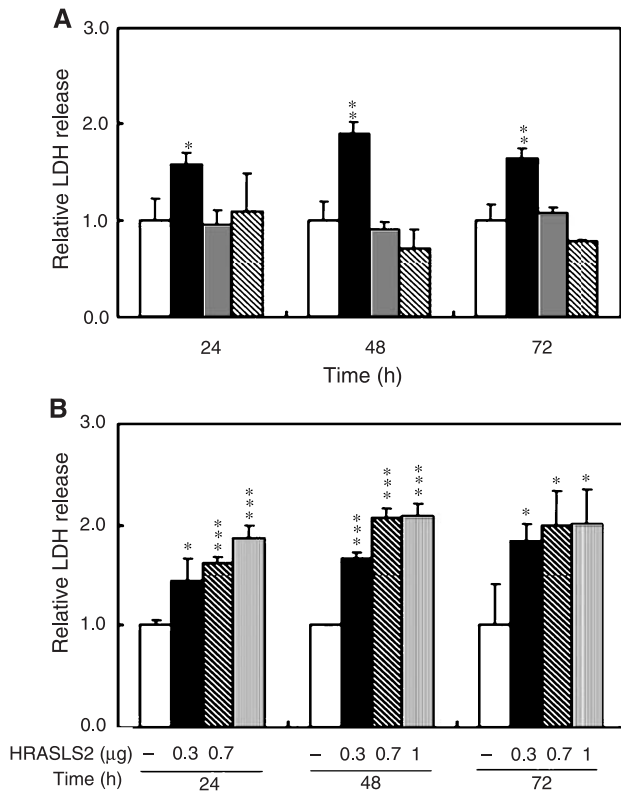 A
3.0
2.0
1.0
0.0
Relative LDH release
*
**
**
24 48 72
Time (h)
B
3.0
2.0
1.0
0.0
Relative LDH release
* *** ***
*** *** ***
* * *
HRASLS2 (μg) – 0.3 0.7 – 0.3 0.7 1 – 0.3 0.7 1
Time (h) 24 48 72